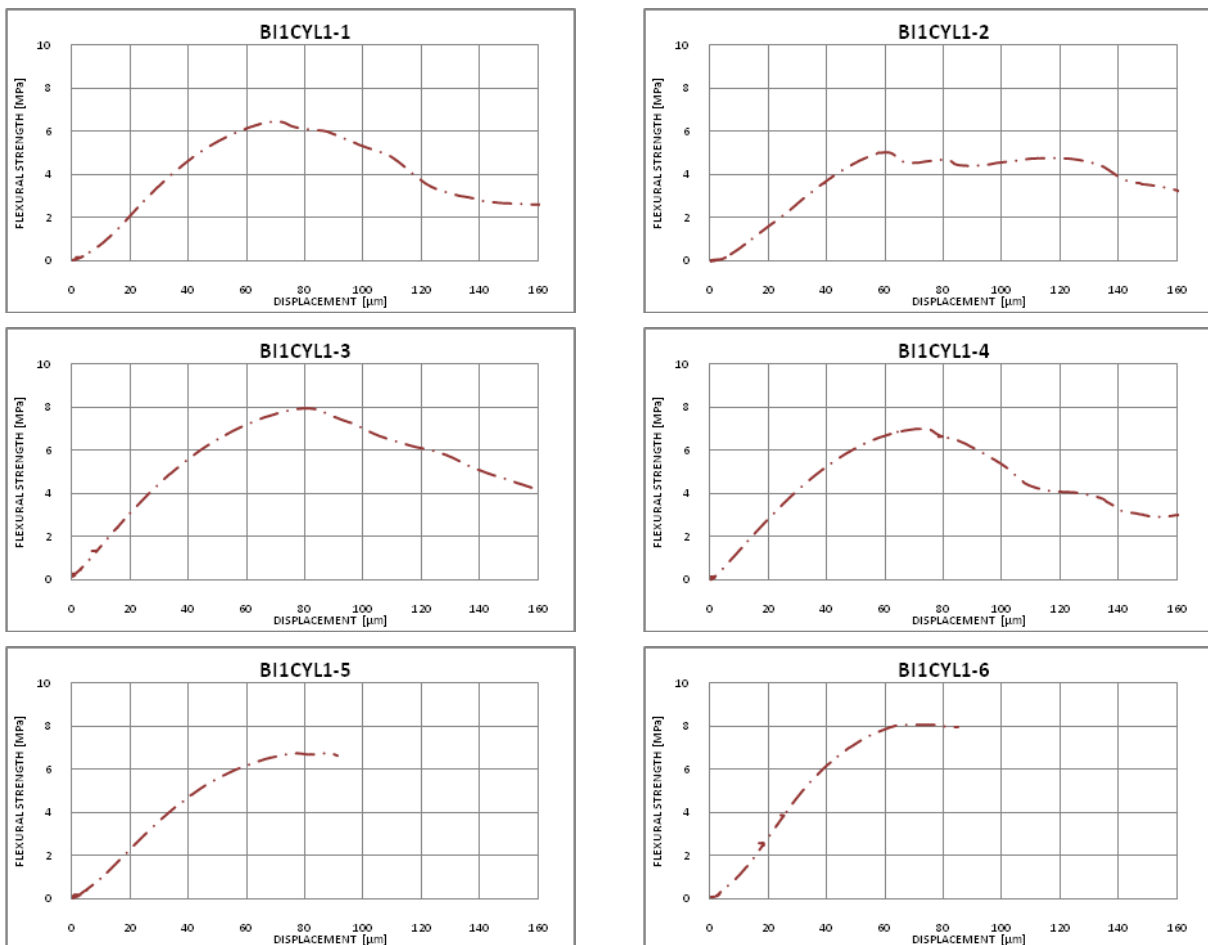 BI1CYL1-1
FLEXURAL STRENGTH [MPa]
10
8
6
4
2
0
0 20 40 60 80 100 120 140 160
DISPLACEMENT [µm]
BI1CYL1-2
FLEXURAL STRENGTH [MPa]
10
8
6
4
2
0
0 20 40 60 80 100 120 140 160
DISPLACEMENT [µm]
BI1CYL1-3
FLEXURAL STRENGTH [MPa]
10
8
6
4
2
0
0 20 40 60 80 100 120 140 160
DISPLACEMENT [µm]
BI1CYL1-4
FLEXURAL STRENGTH [MPa]
10
8
6
4
2
0
0 20 40 60 80 100 120 140 160
DISPLACEMENT [µm]
BI1CYL1-5
FLEXURAL STRENGTH [MPa]
10
8
6
4
2
0
0 20 40 60 80 100 120 140 160
DISPLACEMENT [µm]
BI1CYL1-6
FLEXURAL STRENGTH [MPa]
10
8
6
4
2
0
0 20 40 60 80 100 120 140 160
DISPLACEMENT [µm]